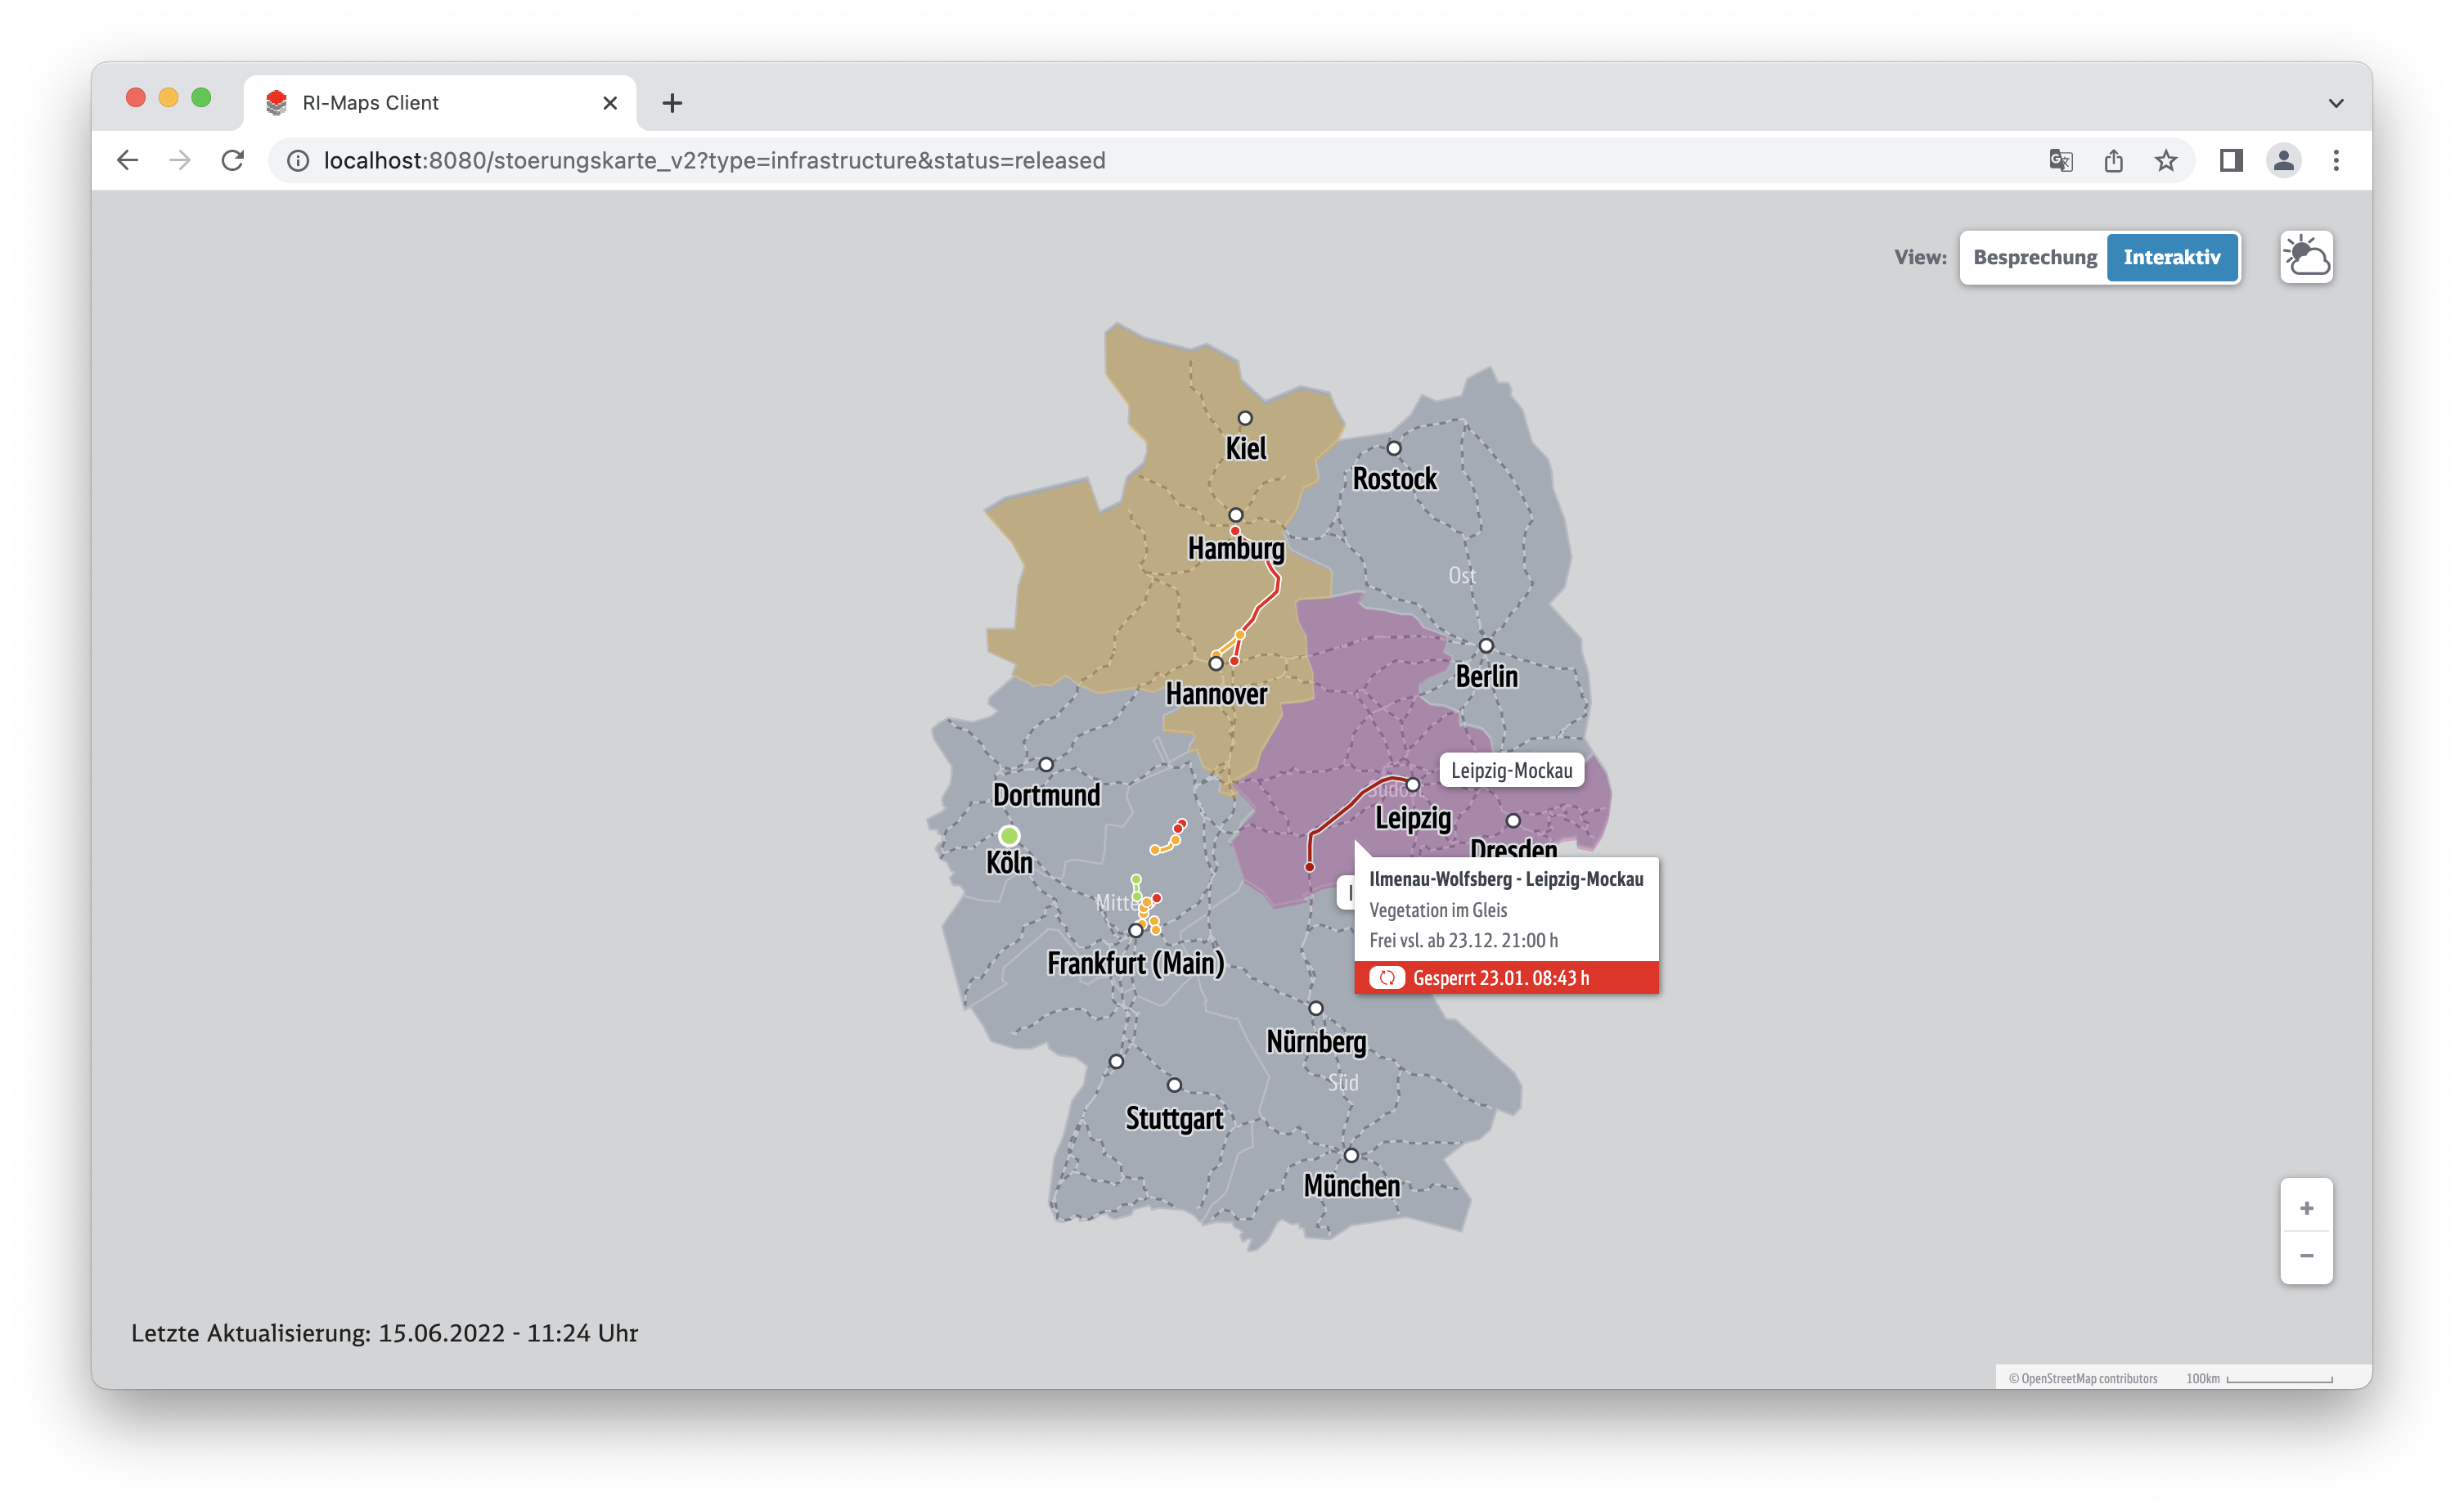 RI-Maps Client
localhost:8080/stoerungskarte_v2?type=infrastructure&status=released
View: Besprechung Interaktiv
Kiel
Rostock
Hamburg
Ost
Berlin
Hannover
Leipzig-Mockau
Dortmund
Südost
Leipzig
Dresden
Köln
Ilmenau-Wolfsberg - Leipzig-Mockau
Vegetation im Gleis
Frei vsl. ab 23.12. 21:00 h
Gesperrt 23.01. 08:43 h
Mitte
Frankfurt (Main)
Nürnberg
Süd
Stuttgart
München
+
−
Letzte Aktualisierung: 15.06.2022 - 11:24 Uhr
© OpenStreetMap contributors 100km